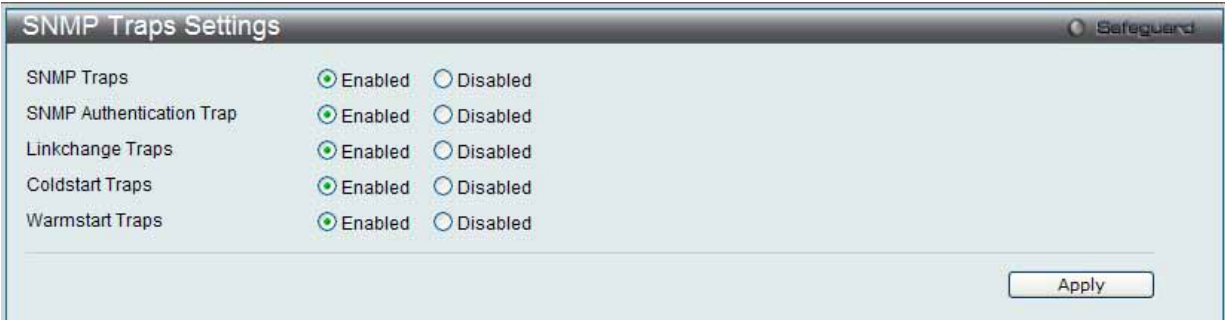 SNMP Traps Settings
Safeguard
SNMP Traps Enabled Disabled
SNMP Authentication Trap Enabled Disabled
Linkchange Traps Enabled Disabled
Coldstart Traps Enabled Disabled
Warmstart Traps Enabled Disabled
Apply